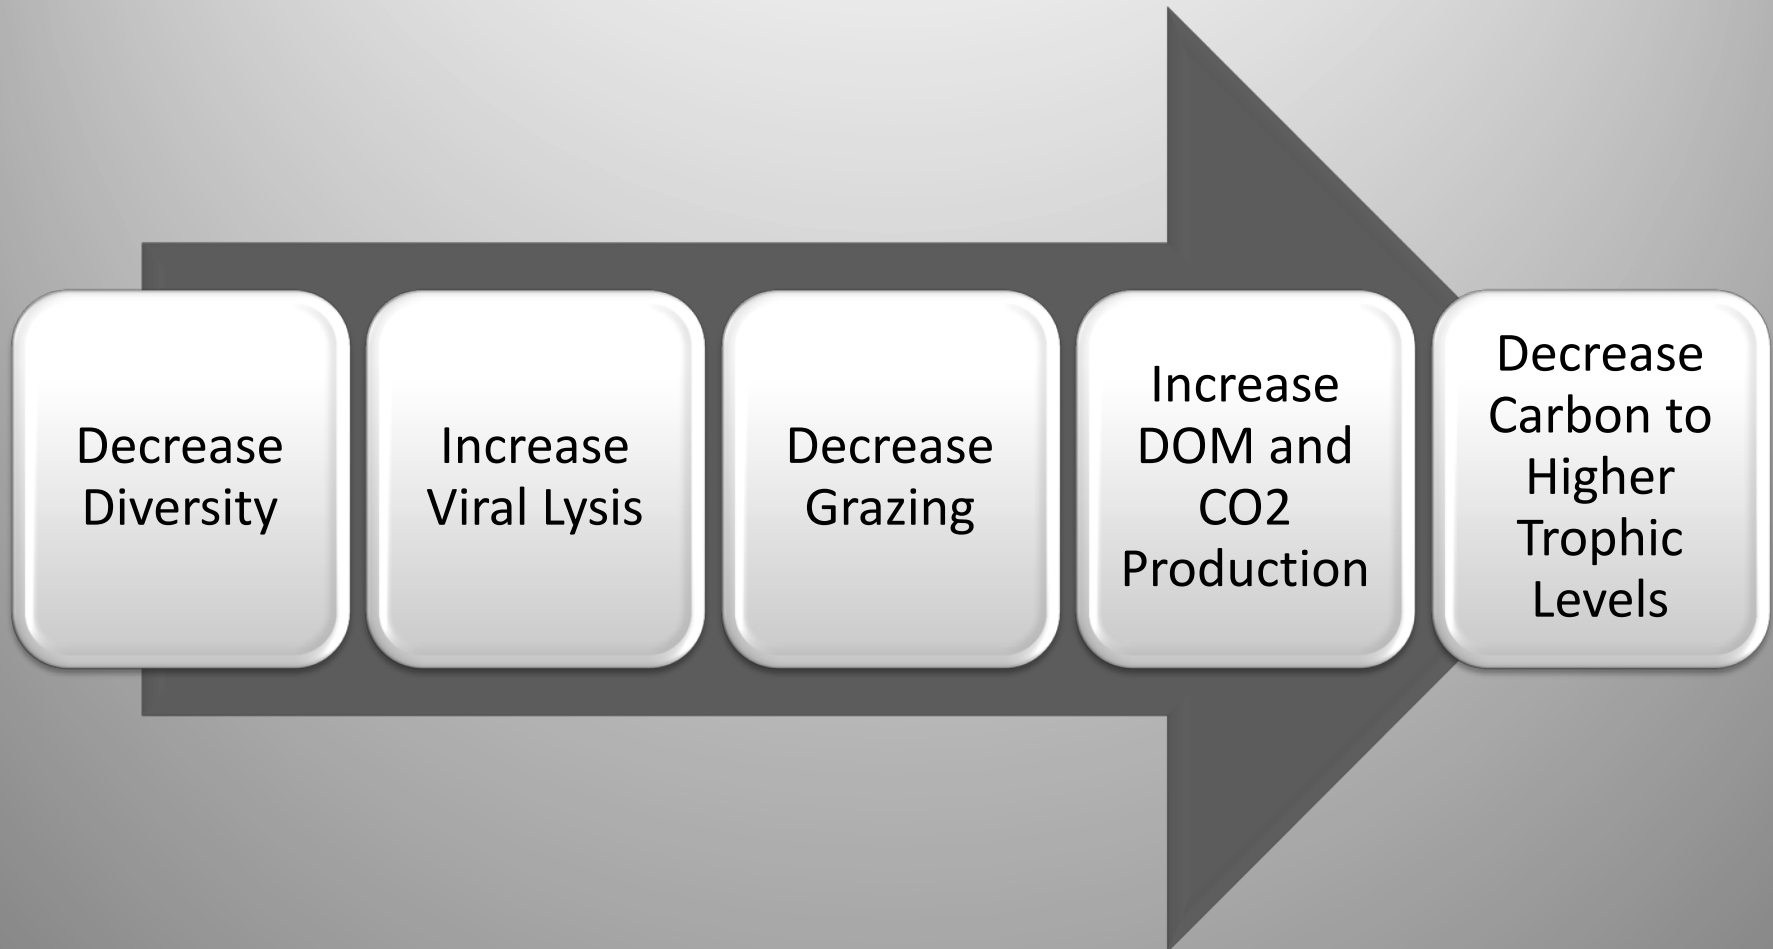 Decrease
Diversity
Increase
Viral Lysis
Decrease
Grazing
Increase
DOM and
CO2
Production
Decrease
Carbon to
Higher
Trophic
Levels